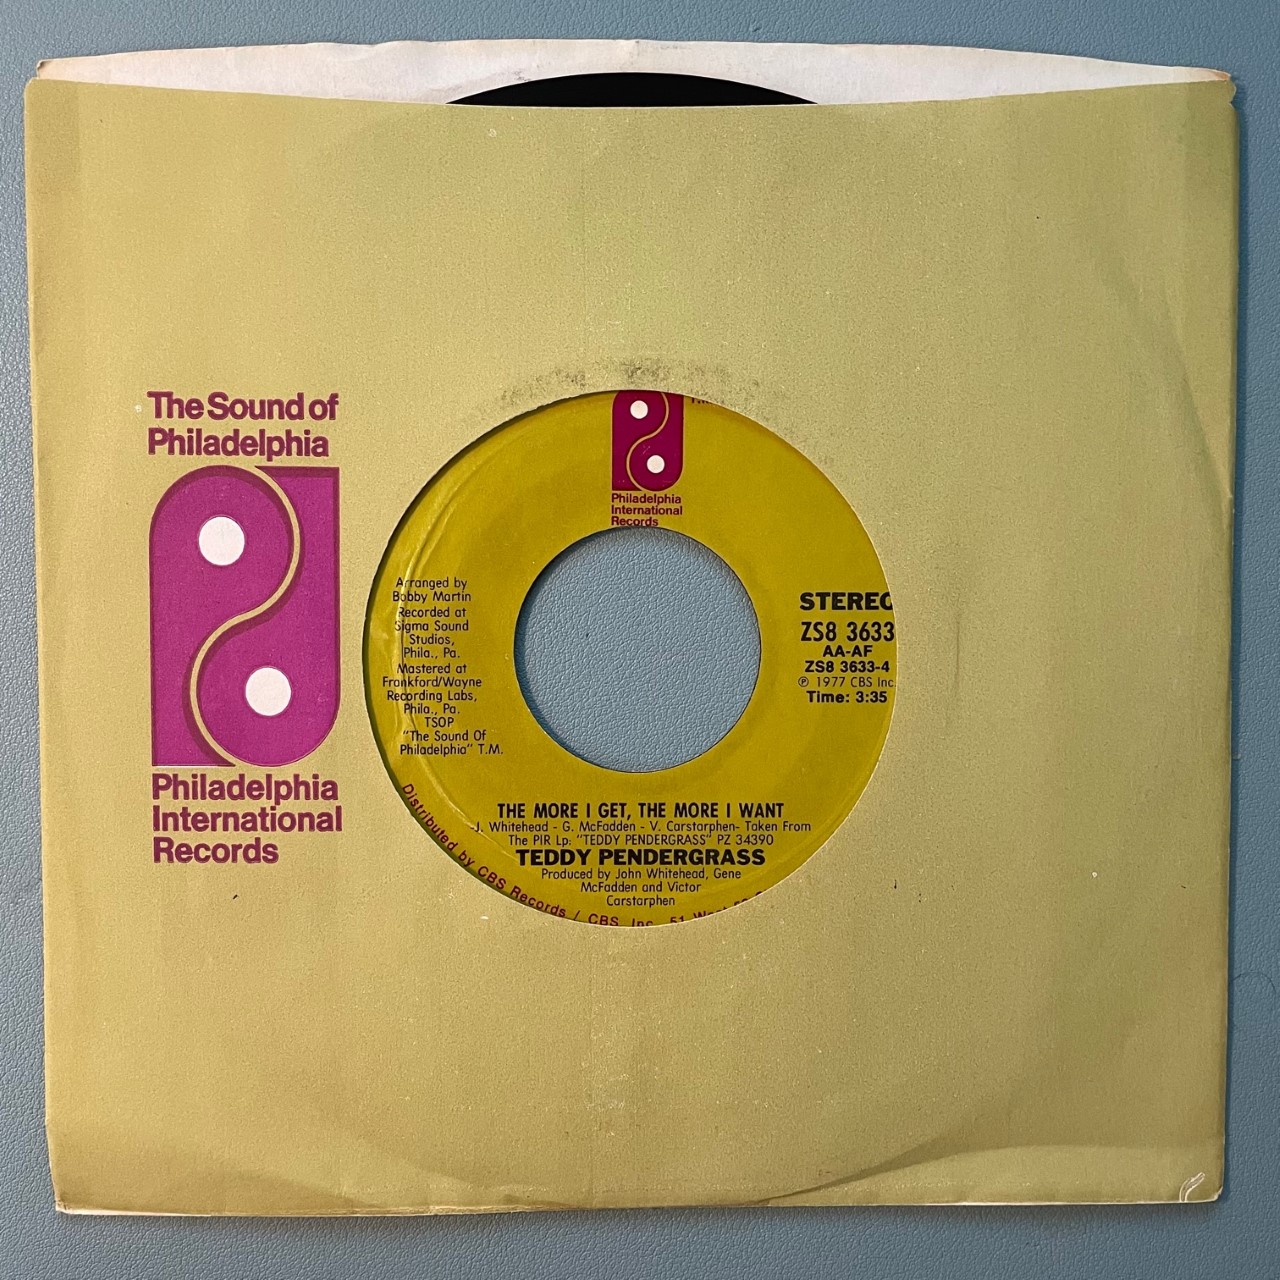 The Sound of
Philadelphia
Philadelphia
International
Records
Philadelphia
International
Records
Arranged by
Bobby Martin
Recorded at
Sigma Sound
Studios,
Phila., Pa.
Mastered at
Frankford/Wayne
Recording Labs,
Phila., Pa.
TSOP
"The Sound Of
Philadelphia" T.M.
STEREO
ZS8 3633
AA-AF
ZS8 3633-4
℗ 1977 CBS Inc.
Time: 3:35
THE MORE I GET, THE MORE I WANT
-J. Whitehead - G. McFadden - V. Carstarphen- Taken From
The PIR Lp: "TEDDY PENDERGRASS" PZ 34390
TEDDY PENDERGRASS
Produced by John Whitehead, Gene
McFadden and Victor
Carstarphen
Distributed by CBS Records / CBS, Inc. 51 West